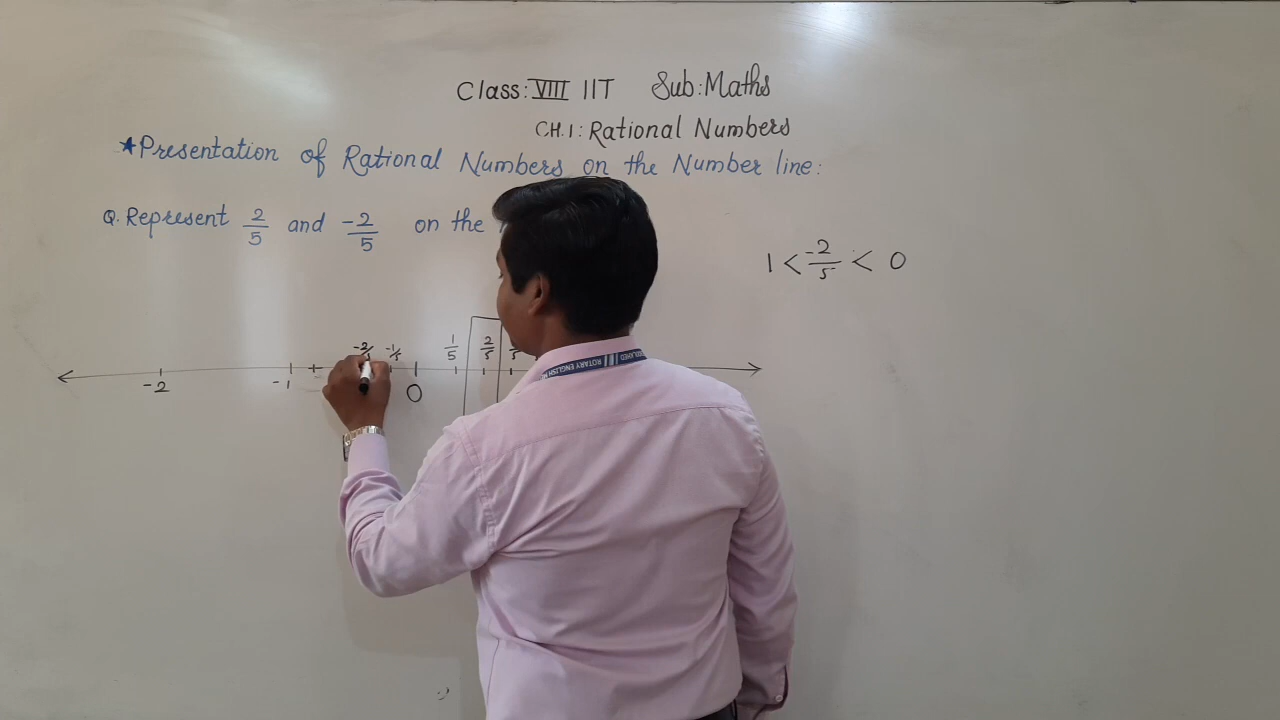 Class: VIII IIT Sub: Maths
CH.1: Rational Numbers
★Presentation of Rational Numbers on the Number line:
Q. Represent 2/5 and -2/5 on the
1 < -2/5 < 0
-2/5 -1/5 1/5 2/5
-2 -1 0
ROTARY ENGLISH